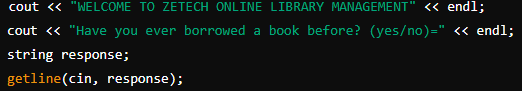 cout << "WELCOME TO ZETECH ONLINE LIBRARY MANAGEMENT" << endl;
cout << "Have you ever borrowed a book before? (yes/no)=" << endl;
string response;
getline(cin, response);